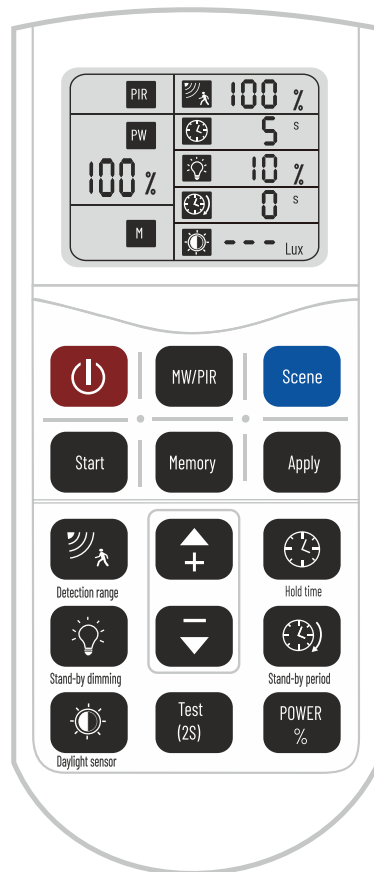 PIR
100 %
PW
5 s
100 %
10 %
0 s
M
--- Lux
MW/PIR
Scene
Start
Memory
Apply
+
Detection range
Hold time
−
Stand-by dimming
Stand-by period
Test
(2S)
POWER
%
Daylight sensor